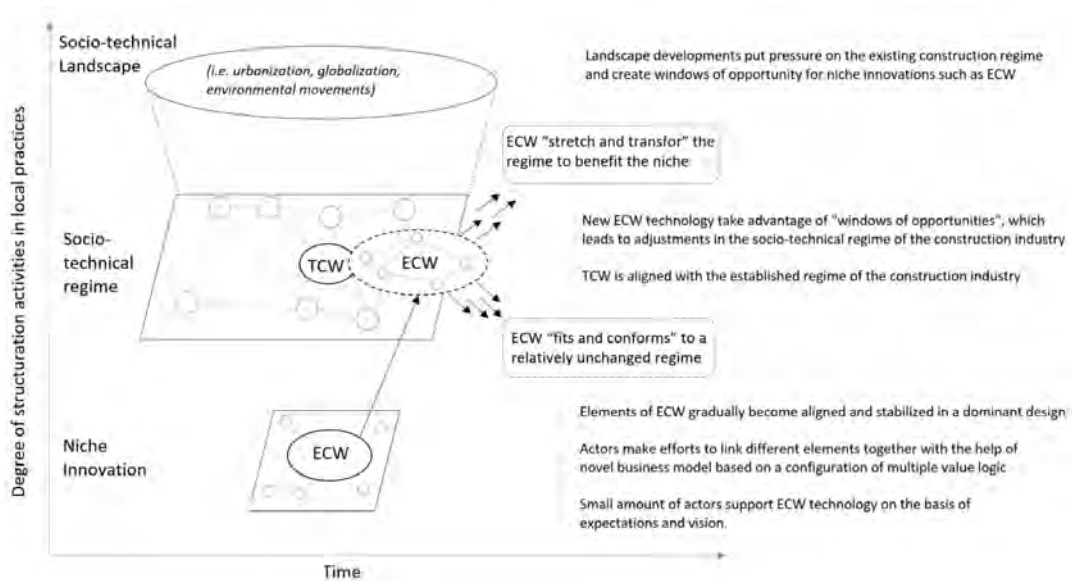 Socio-technical
Landscape
(i.e. urbanization, globalization,
environmental movements)
Landscape developments put pressure on the existing construction regime
and create windows of opportunity for niche innovations such as ECW
ECW "stretch and transfor" the
regime to benefit the niche
Degree of structuration activities in local practices
Socio-
technical
regime
TCW
ECW
New ECW technology take advantage of "windows of opportunities", which
leads to adjustments in the socio-technical regime of the construction industry
TCW is aligned with the established regime of the construction industry
ECW "fits and conforms" to a
relatively unchanged regime
Niche
Innovation
ECW
Elements of ECW gradually become aligned and stabilized in a dominant design
Actors make efforts to link different elements together with the help of
novel business model based on a configuration of multiple value logic
Small amount of actors support ECW technology on the basis of
expectations and vision.
Time